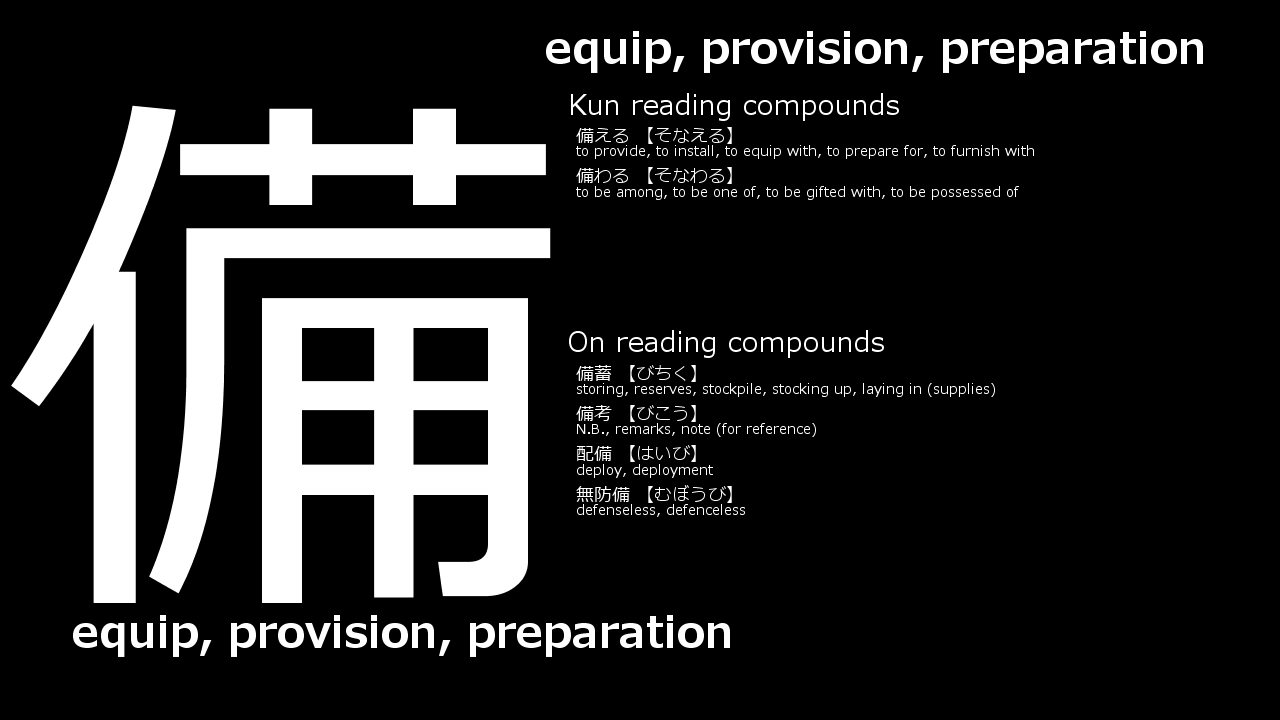 equip, provision, preparation
備
Kun reading compounds
備える 【そなえる】
to provide, to install, to equip with, to prepare for, to furnish with
備わる 【そなわる】
to be among, to be one of, to be gifted with, to be possessed of
On reading compounds
備蓄 【びちく】
storing, reserves, stockpile, stocking up, laying in (supplies)
備考 【びこう】
N.B., remarks, note (for reference)
配備 【はいび】
deploy, deployment
無防備 【むぼうび】
defenseless, defenceless
equip, provision, preparation